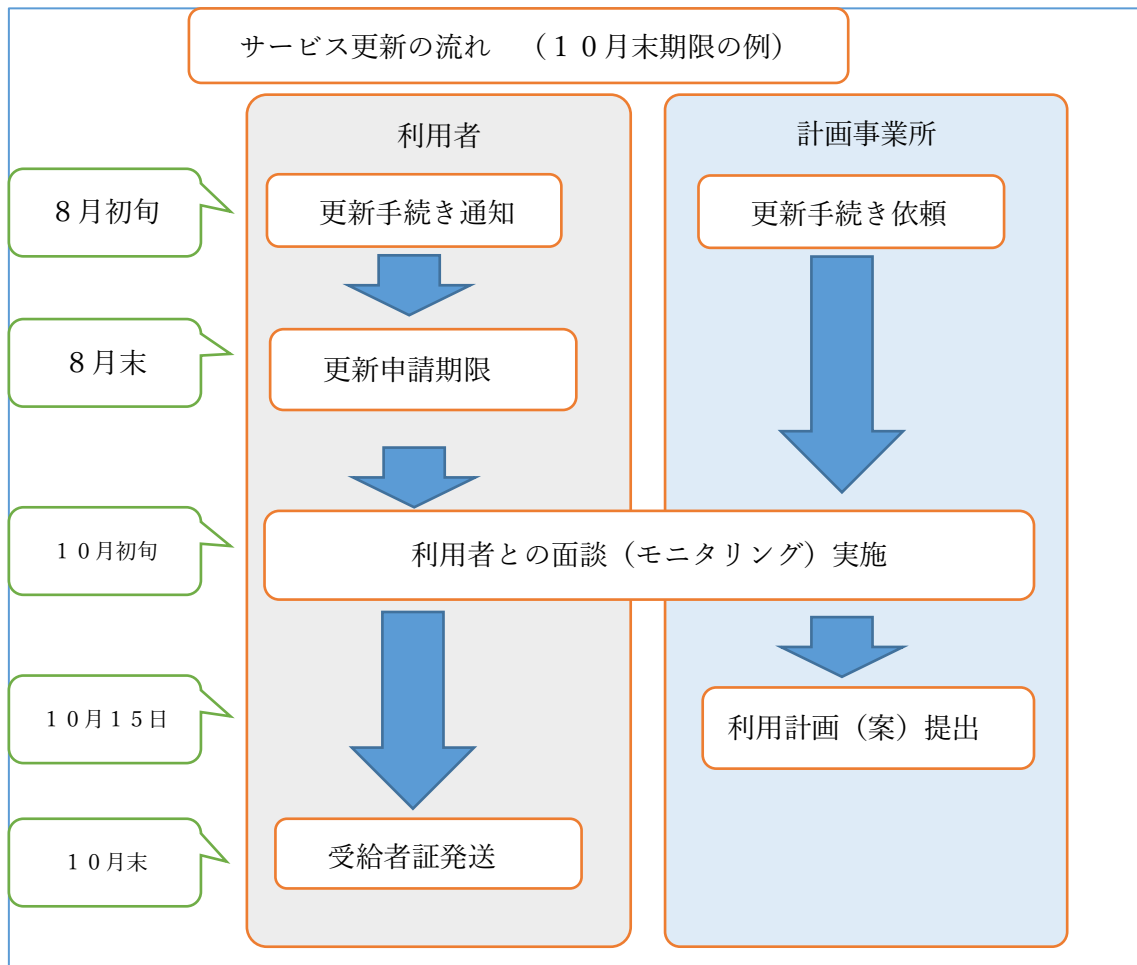 サービス更新の流れ　（１０月末期限の例）
利用者
計画事業所
８月初旬
更新手続き通知
更新手続き依頼
８月末
更新申請期限
１０月初旬
利用者との面談（モニタリング）実施
１０月１５日
利用計画（案）提出
１０月末
受給者証発送